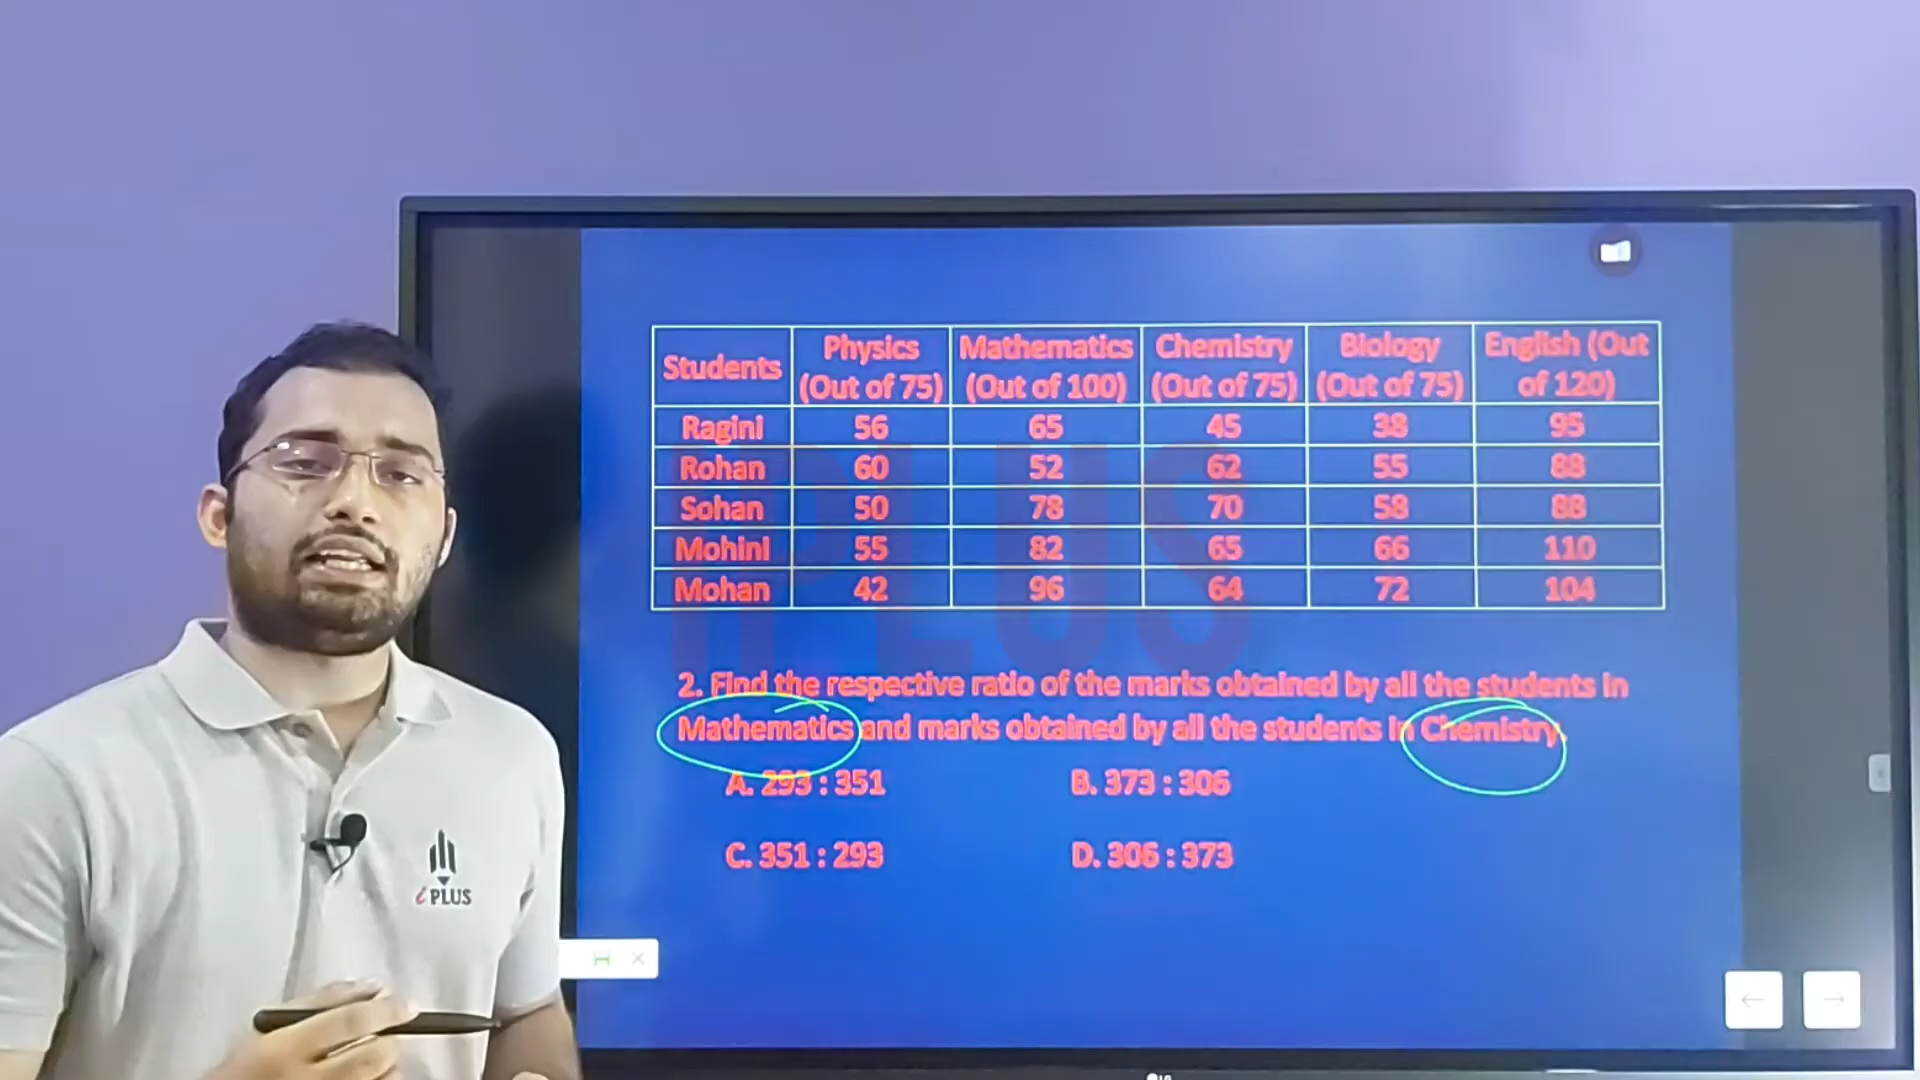 Students Physics (Out of 75) Mathematics (Out of 100) Chemistry (Out of 75) Biology (Out of 75) English (Out of 120)
Ragini 56 65 45 38 95
Rohan 60 52 62 55 88
Sohan 50 78 70 58 88
Mohini 55 82 65 66 110
Mohan 42 96 64 72 104
2. Find the respective ratio of the marks obtained by all the students in
Mathematics and marks obtained by all the students in Chemistry.
A. 293 : 351 B. 373 : 306
C. 351 : 293 D. 306 : 373
iPLUS
i PLUS
LG